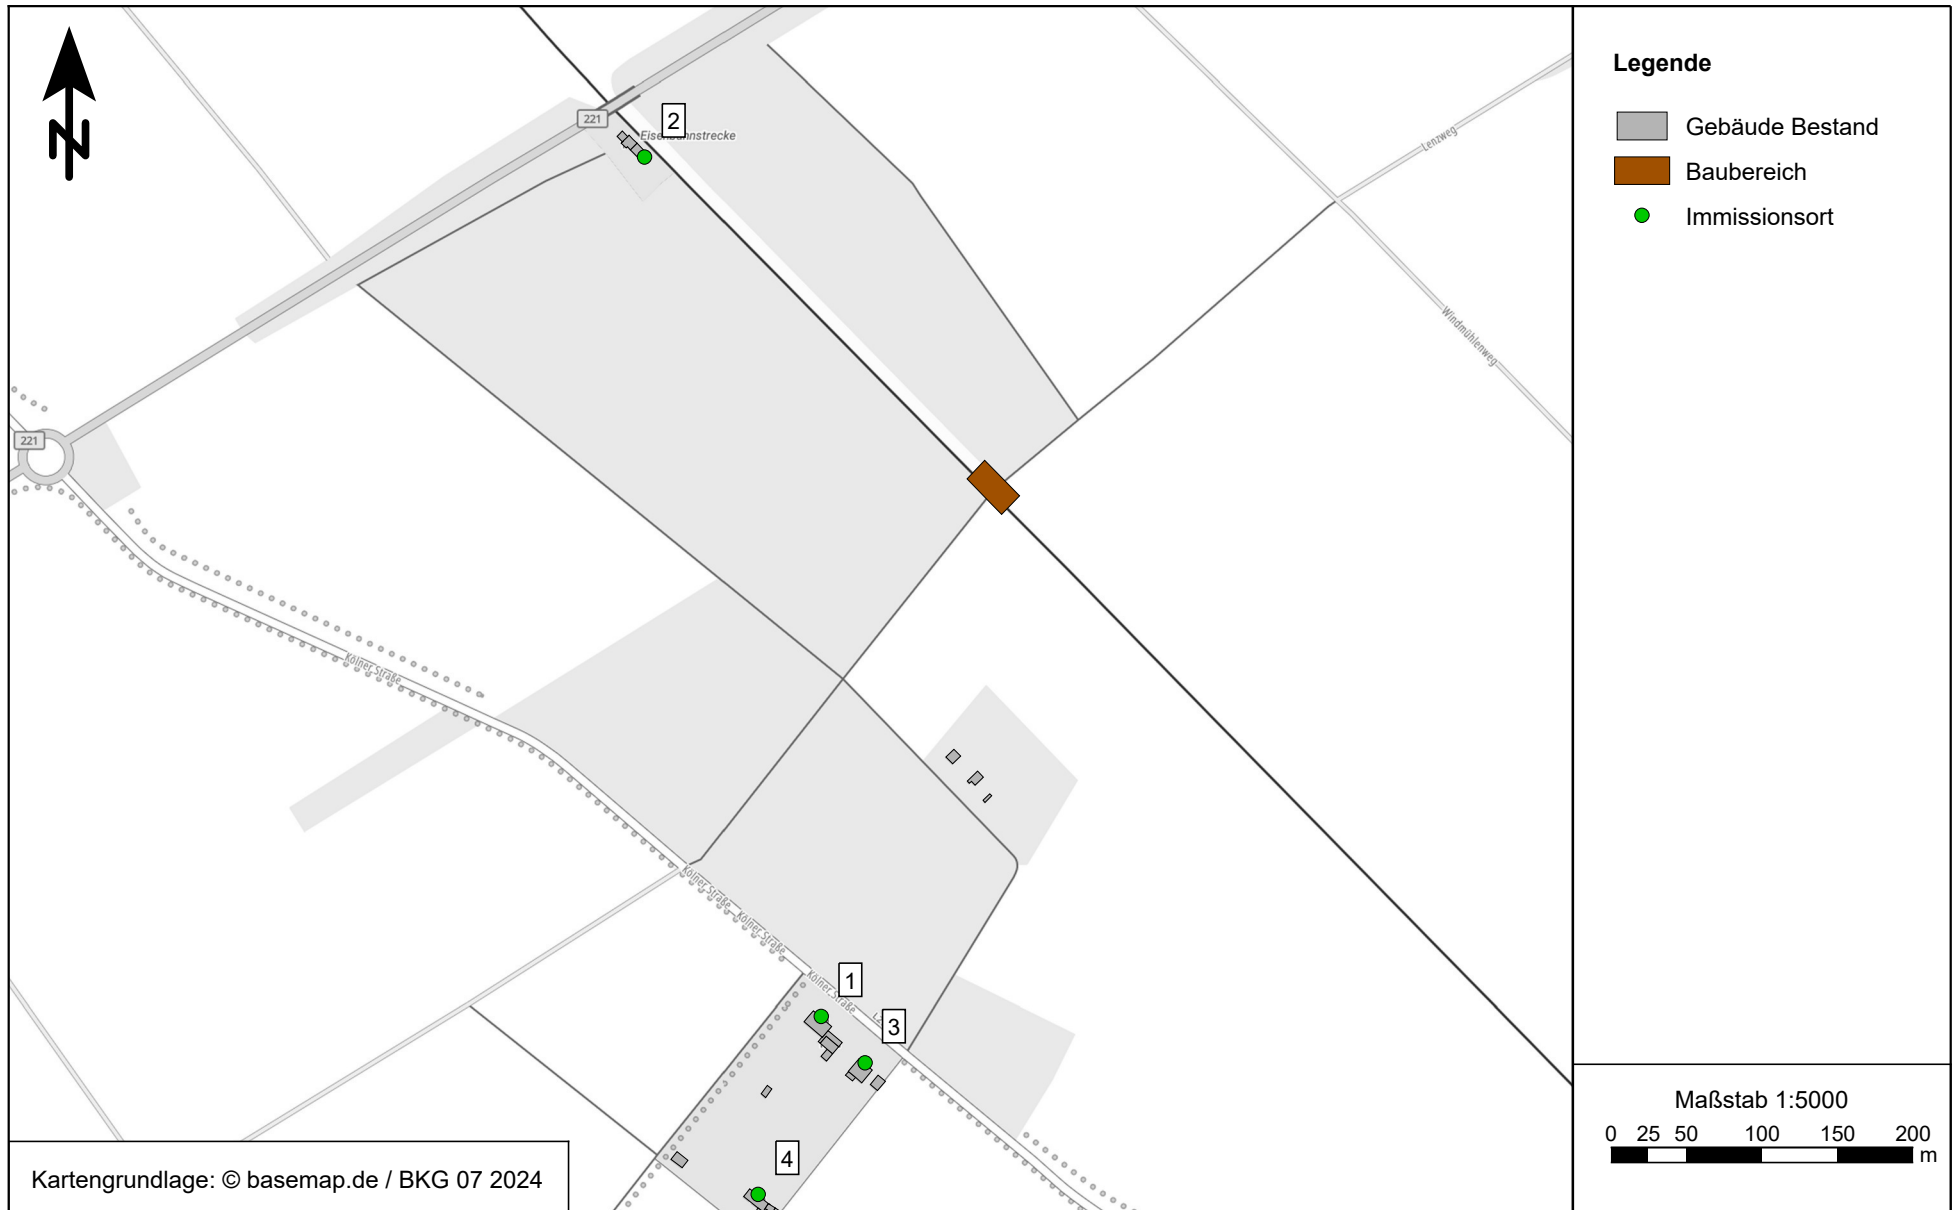 N
221
2
Lenzweg
Windmühlenweg
221
Kölner Straße
Kölner Straße
Kölner Straße
Kölner Straße
1
3
4
Kartengrundlage: © basemap.de / BKG 07 2024
Legende
Gebäude Bestand
Baubereich
Immissionsort
Maßstab 1:5000
0 25 50 100 150 200
m